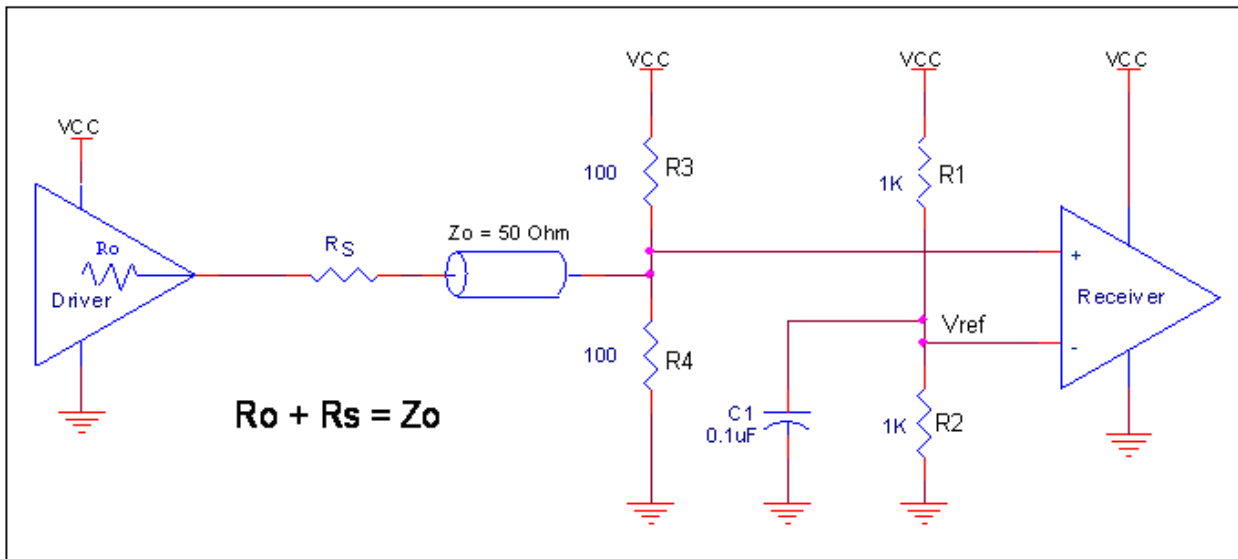 VCC
VCC
VCC
VCC
Ro
Driver
RS
Zo = 50 Ohm
100
R3
1K
R1
+
Receiver
Vref
-
100
R4
C1
0.1uF
1K
R2
Ro + Rs = Zo